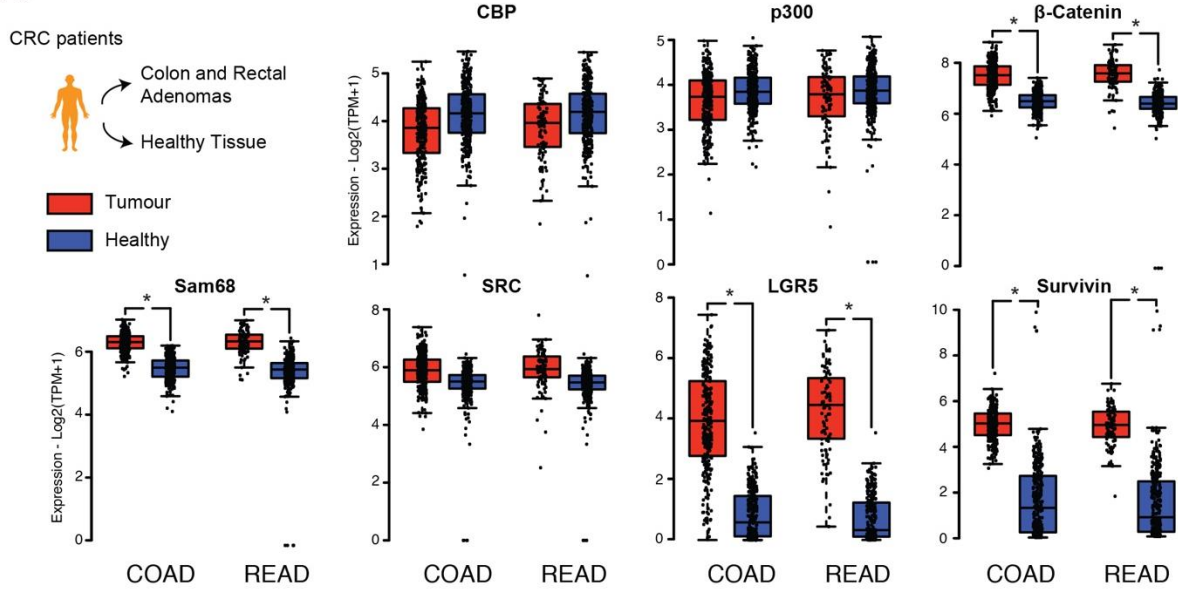 CBP
p300
β-Catenin
CRC patients
Colon and Rectal
Adenomas
Healthy Tissue
Tumour
Healthy
Expression - Log2(TPM+1)
5
4
3
2
1
5
4
3
2
1
0
8
6
4
2
0
*
*
Sam68
SRC
LGR5
Survivin
*
*
*
*
*
*
Expression - Log2(TPM+1)
6
4
2
0
8
6
4
2
0
8
6
4
2
0
10
8
6
4
2
0
COAD
READ
COAD
READ
COAD
READ
COAD
READ